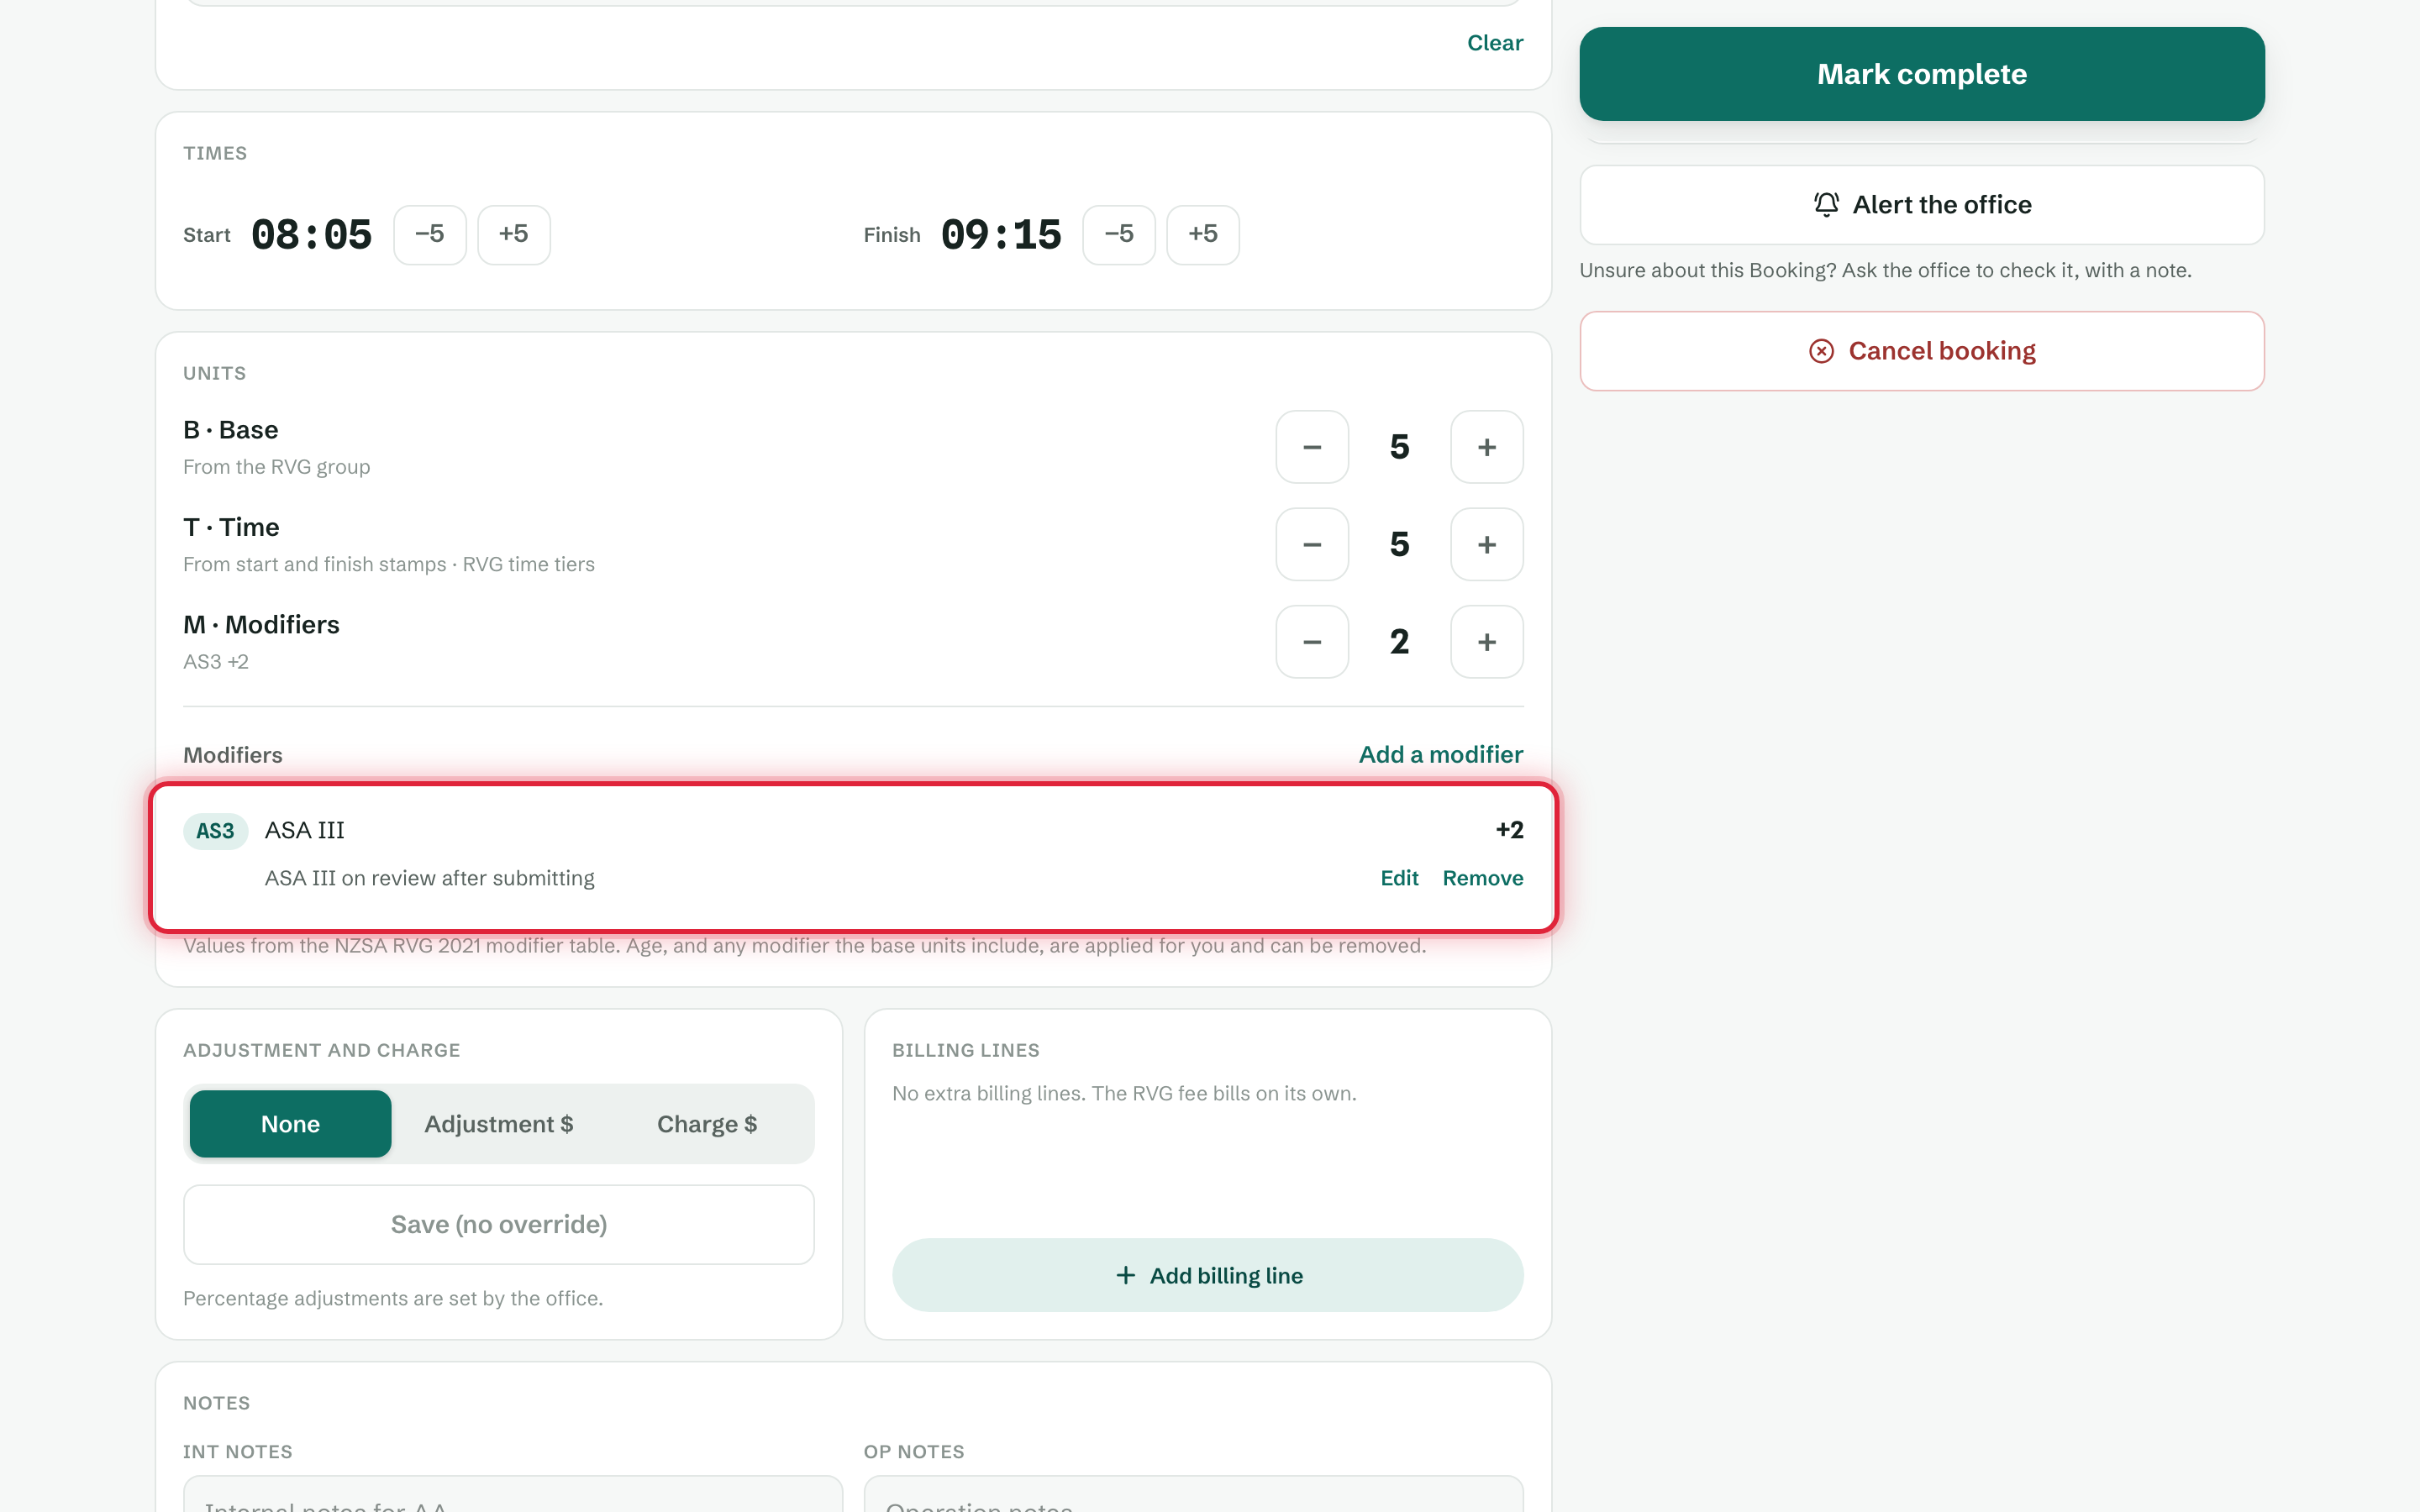 Clear
Mark complete
TIMES
Start 08:05 −5 +5 Finish 09:15 −5 +5
Alert the office
Unsure about this Booking? Ask the office to check it, with a note.
Cancel booking
UNITS
B · Base
From the RVG group
− 5 +
T · Time
From start and finish stamps · RVG time tiers
− 5 +
M · Modifiers
AS3 +2
− 2 +
Modifiers Add a modifier
AS3 ASA III +2
ASA III on review after submitting Edit Remove
Values from the NZSA RVG 2021 modifier table. Age, and any modifier the base units include, are applied for you and can be removed.
ADJUSTMENT AND CHARGE
None Adjustment $ Charge $
Save (no override)
Percentage adjustments are set by the office.
BILLING LINES
No extra billing lines. The RVG fee bills on its own.
+ Add billing line
NOTES
INT NOTES
Internal notes for AA
OP NOTES
Operation notes